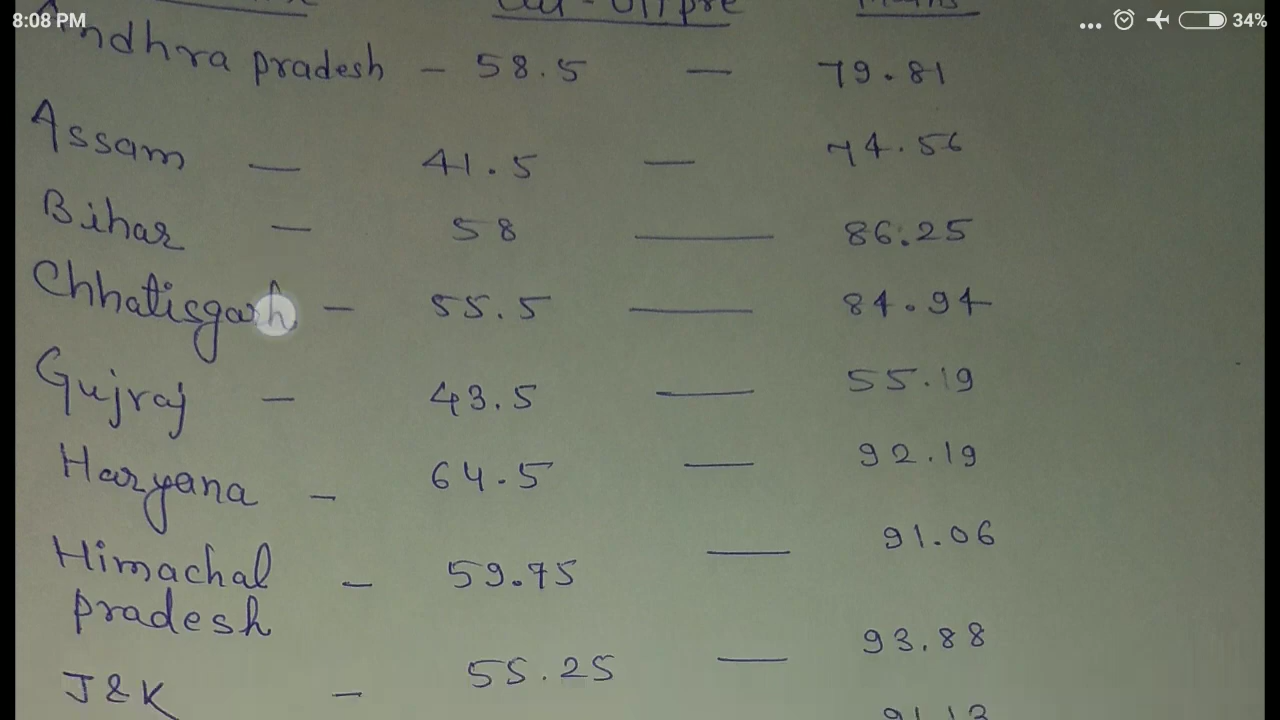 8:08 PM ... 34%
Andhra pradesh - 58.5 — 79.81
Assam — 41.5 — 74.56
Bihar — 58 — 86.25
Chhatisgarh - 55.5 — 84.94
Gujraj - 43.5 — 55.19
Haryana - 64.5 — 92.19
Himachal - 59.75 — 91.06
pradesh
J&K - 55.25 — 93.88